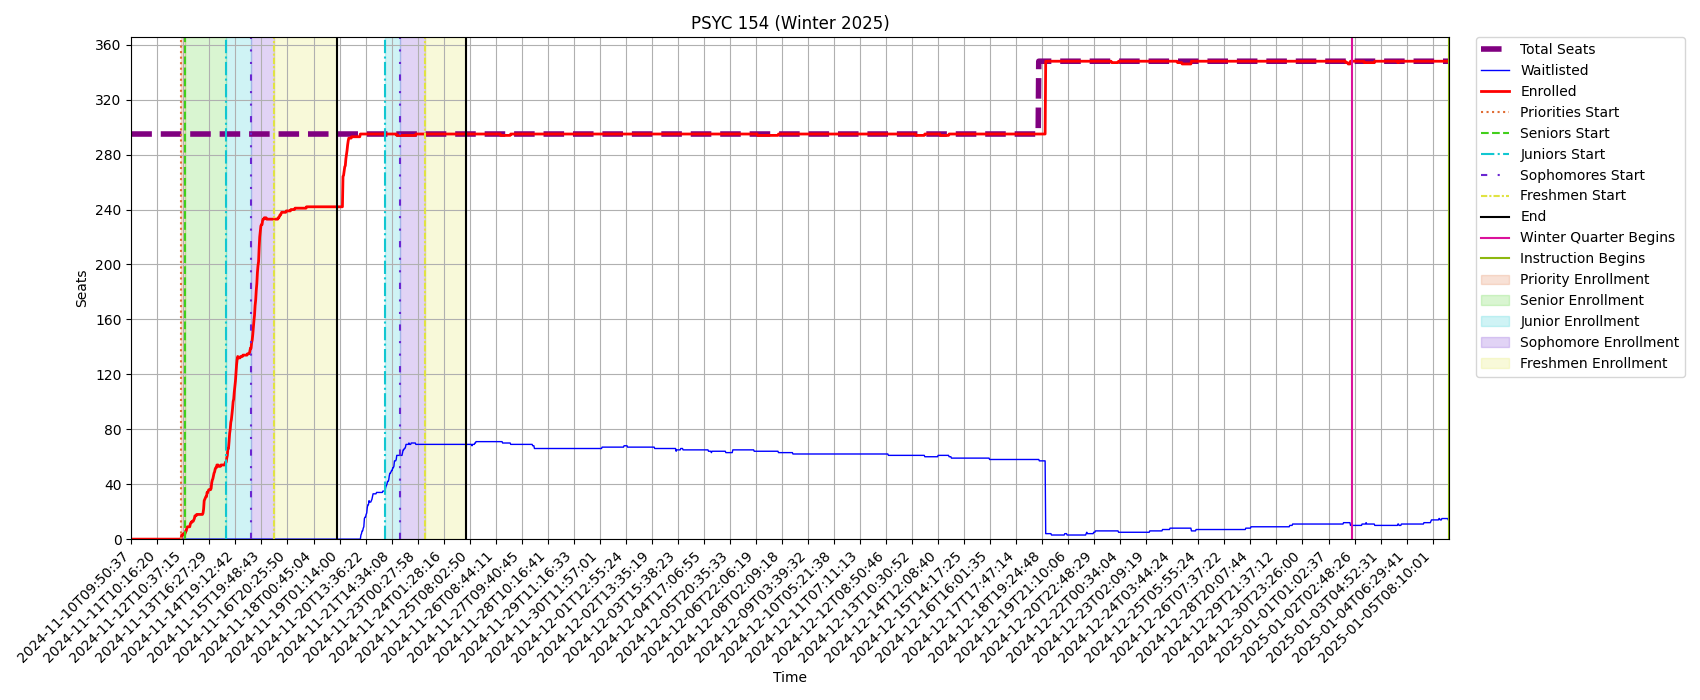 PSYC 154 (Winter 2025)
Seats
360
320
280
240
200
160
120
80
40
0
2024-11-10T09:50:37
2024-11-11T10:16:20
2024-11-12T10:37:15
2024-11-13T16:27:29
2024-11-14T19:12:42
2024-11-15T19:48:43
2024-11-16T20:25:50
2024-11-18T00:45:04
2024-11-19T01:14:00
2024-11-20T13:36:22
2024-11-21T14:34:08
2024-11-23T00:27:58
2024-11-24T01:28:16
2024-11-25T08:02:50
2024-11-26T08:44:11
2024-11-27T09:40:45
2024-11-28T10:16:41
2024-11-29T11:16:33
2024-11-30T11:57:01
2024-12-01T12:55:24
2024-12-02T13:35:19
2024-12-03T15:38:23
2024-12-04T17:06:55
2024-12-05T20:35:33
2024-12-06T22:06:19
2024-12-08T02:09:18
2024-12-09T03:39:32
2024-12-10T05:21:38
2024-12-11T07:11:13
2024-12-12T08:50:46
2024-12-13T10:30:52
2024-12-14T12:08:40
2024-12-15T14:17:25
2024-12-16T16:01:35
2024-12-17T17:47:14
2024-12-18T19:24:48
2024-12-19T21:10:06
2024-12-20T22:48:29
2024-12-22T00:34:04
2024-12-23T02:09:19
2024-12-24T03:44:24
2024-12-25T05:55:24
2024-12-26T07:37:22
2024-12-28T20:07:44
2024-12-29T21:37:12
2024-12-30T23:26:00
2025-01-01T01:02:37
2025-01-02T02:48:26
2025-01-03T04:52:31
2025-01-04T06:29:41
2025-01-05T08:10:01
Time
Total Seats
Waitlisted
Enrolled
Priorities Start
Seniors Start
Juniors Start
Sophomores Start
Freshmen Start
End
Winter Quarter Begins
Instruction Begins
Priority Enrollment
Senior Enrollment
Junior Enrollment
Sophomore Enrollment
Freshmen Enrollment